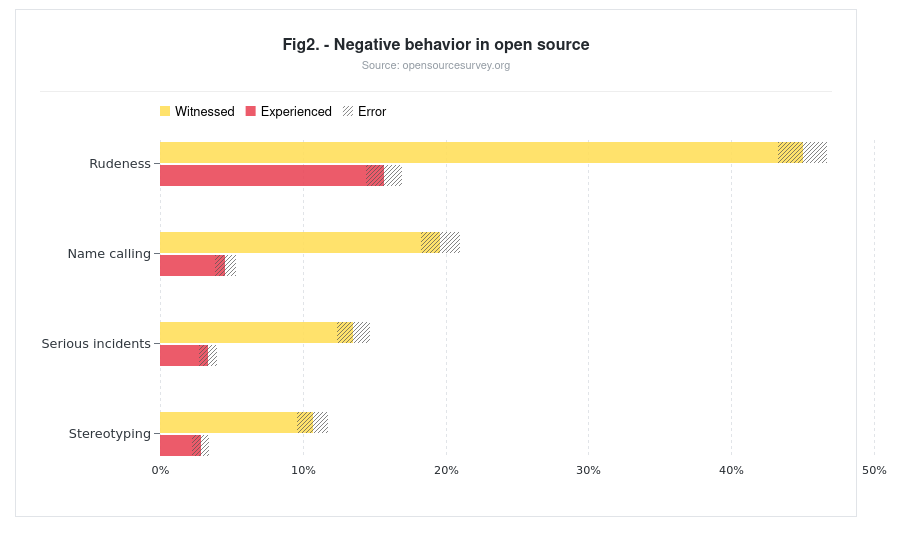 Fig2. - Negative behavior in open source
Source: opensourcesurvey.org
Witnessed Experienced Error
Rudeness
Name calling
Serious incidents
Stereotyping
0% 10% 20% 30% 40% 50%